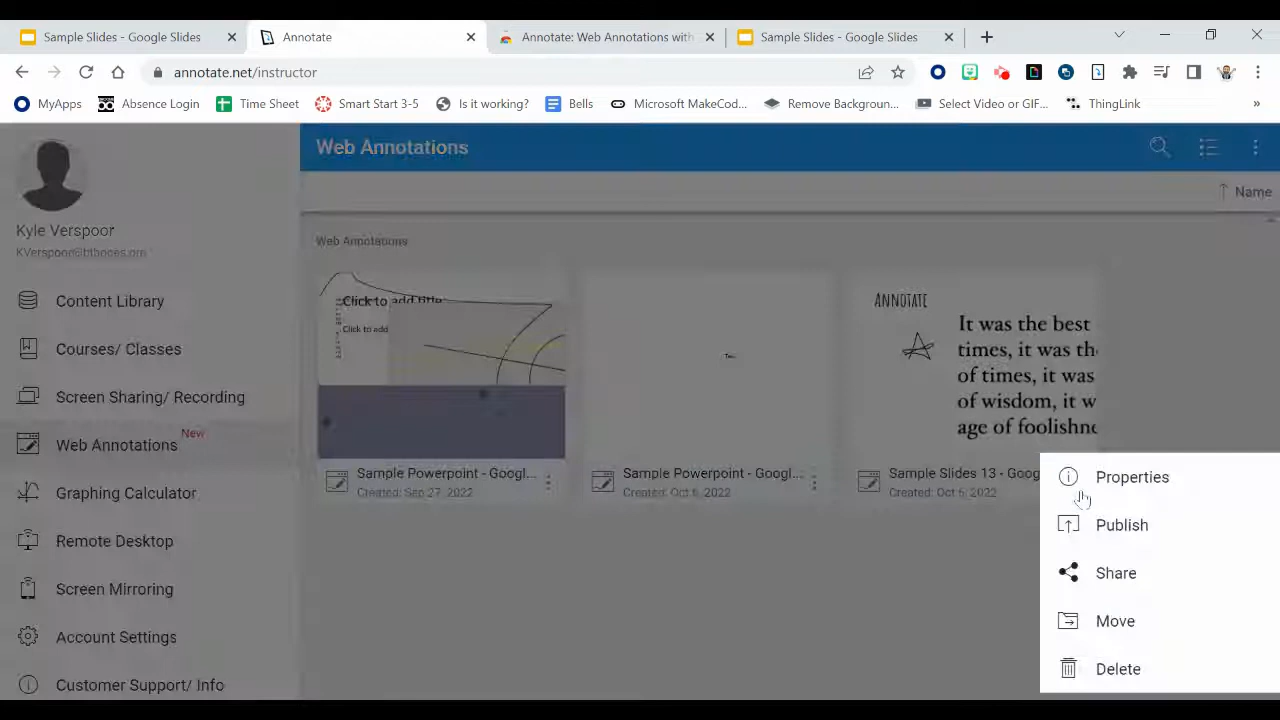 Sample Slides - Google Slides
Annotate
Annotate: Web Annotations with
Sample Slides - Google Slides
annotate.net/instructor
MyApps
Absence Login
Time Sheet
Smart Start 3-5
Is it working?
Bells
Microsoft MakeCod...
Remove Backgroun...
Select Video or GIF...
ThingLink
»
Kyle Verspoor
KVerspoor@btboces.org
Content Library
Courses/ Classes
Screen Sharing/ Recording
Web Annotations New
Graphing Calculator
Remote Desktop
Screen Mirroring
Account Settings
Customer Support/ Info
Web Annotations
Name
Web Annotations
Click to add title
Click to add
Sample Powerpoint - Googl...
Created: Sep 27, 2022
Sample Powerpoint - Googl...
Created: Oct 6, 2022
ANNOTATE
It was the best
times, it was th
of times, it was
of wisdom, it w
age of foolishn
Sample Slides 13 - Goog
Created: Oct 5, 2022
Properties
Publish
Share
Move
Delete